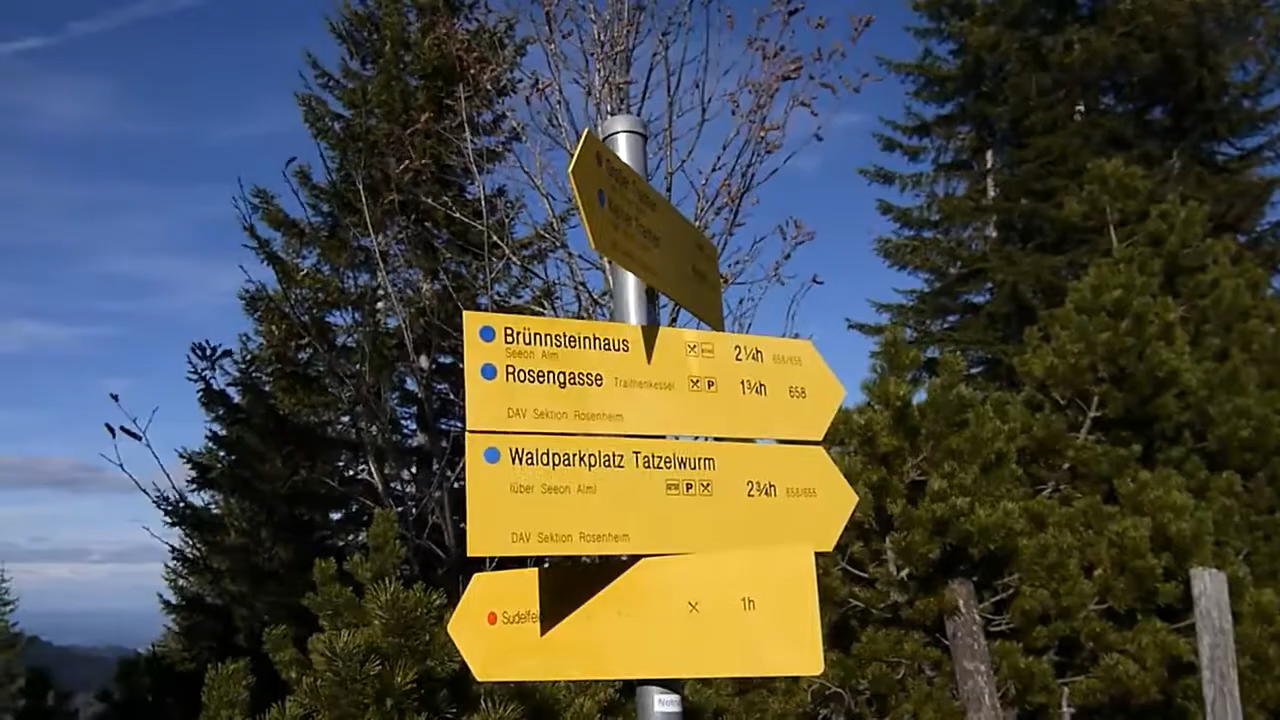 Brünnsteinhaus 2¼h 658/655
Seeon Alm
Rosengasse Traithenkessel P 1¾h 658
DAV Sektion Rosenheim
Waldparkplatz Tatzelwurm
(über Seeon Alm) P 2¾h 658/655
DAV Sektion Rosenheim
1h